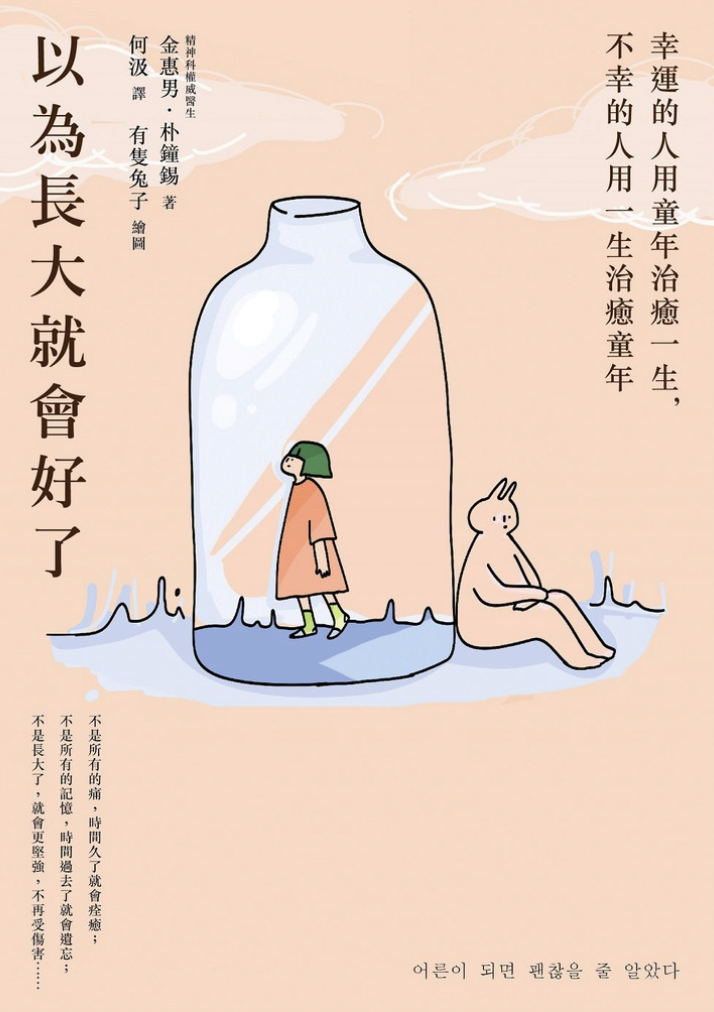 幸運的人用童年治癒一生，
不幸的人用一生治癒童年
精神科權威醫生
金惠男．朴鐘錫 著
何汲 譯 有隻兔子 繪圖
以為長大就會好了
不是所有的痛，時間久了就會痊癒；
不是所有的記憶，時間過去了就會遺忘；
不是長大了，就會更堅強，不再受傷害……
어른이 되면 괜찮을 줄 알았다